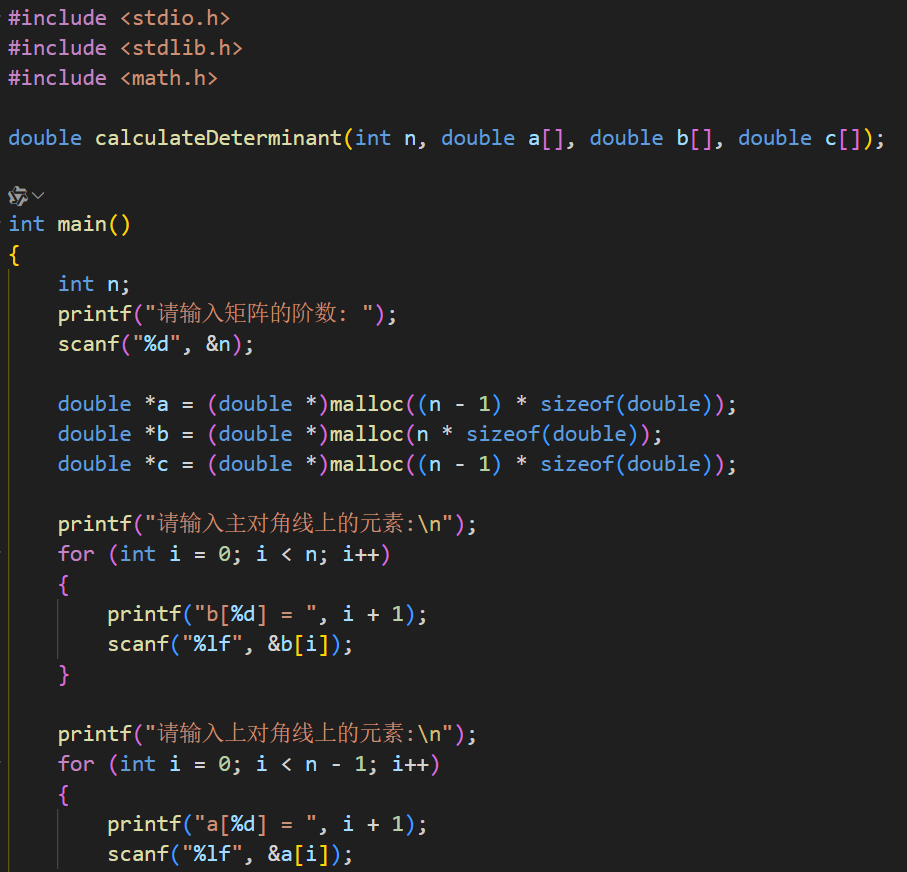 #include <stdio.h>
#include <stdlib.h>
#include <math.h>
double calculateDeterminant(int n, double a[], double b[], double c[]);
int main()
{
    int n;
    printf("请输入矩阵的阶数: ");
    scanf("%d", &n);
    double *a = (double *)malloc((n - 1) * sizeof(double));
    double *b = (double *)malloc(n * sizeof(double));
    double *c = (double *)malloc((n - 1) * sizeof(double));
    printf("请输入主对角线上的元素:\n");
    for (int i = 0; i < n; i++)
    {
        printf("b[%d] = ", i + 1);
        scanf("%lf", &b[i]);
    }
    printf("请输入上对角线上的元素:\n");
    for (int i = 0; i < n - 1; i++)
    {
        printf("a[%d] = ", i + 1);
        scanf("%lf", &a[i]);